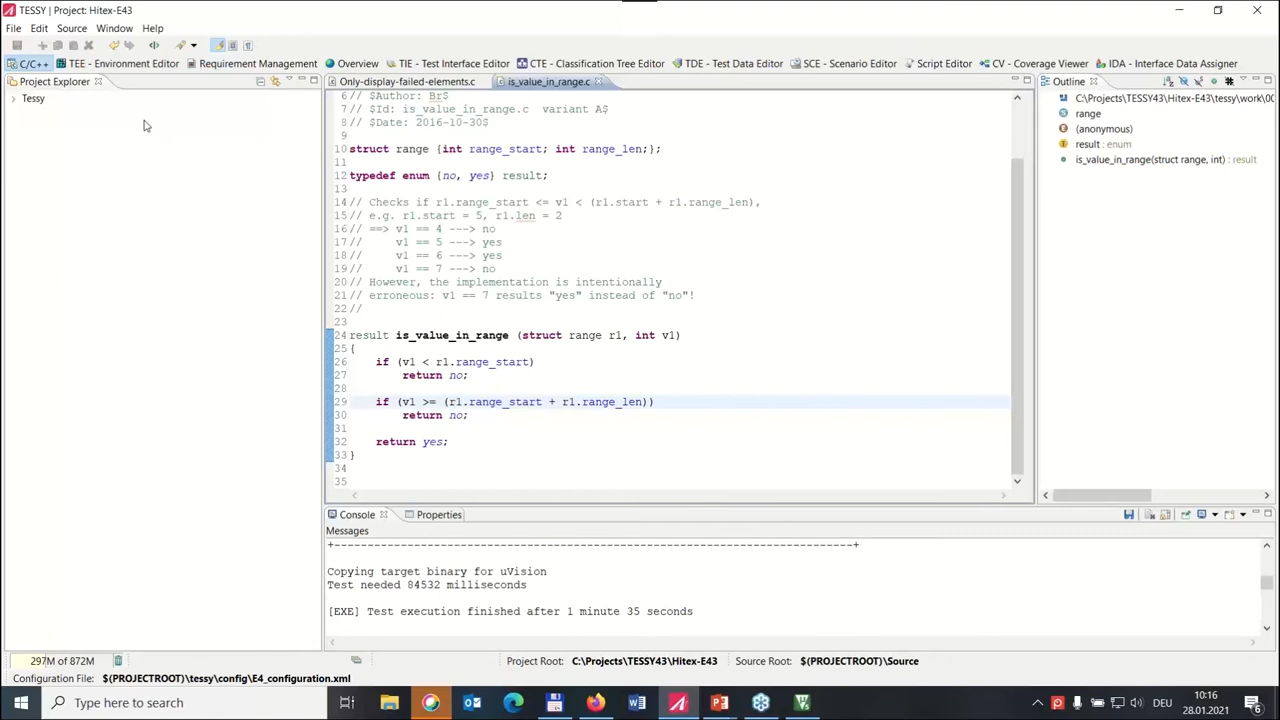 TESSY | Project: Hitex-E43
File Edit Source Window Help
C/C++ TEE - Environment Editor Requirement Management Overview TIE - Test Interface Editor CTE - Classification Tree Editor TDE - Test Data Editor SCE - Scenario Editor Script Editor CV - Coverage Viewer IDA - Interface Data Assigner
Project Explorer
Tessy
Only-display-failed-elements.c is_value_in_range.c
6 // $Author: Br$
7 // $Id: is_value_in_range.c  variant A$
8 // $Date: 2016-10-30$
9
10 struct range {int range_start; int range_len;};
11
12 typedef enum {no, yes} result;
13
14 // Checks if r1.range_start <= v1 < (r1.start + r1.range_len),
15 // e.g. r1.start = 5, r1.len = 2
16 // ==> v1 == 4 ---> no
17 //     v1 == 5 ---> yes
18 //     v1 == 6 ---> yes
19 //     v1 == 7 ---> no
20 // However, the implementation is intentionally
21 // erroneous: v1 == 7 results "yes" instead of "no"!
22 //
23
24 result is_value_in_range (struct range r1, int v1)
25 {
26     if (v1 < r1.range_start)
27         return no;
28
29     if (v1 >= (r1.range_start + r1.range_len))
30         return no;
31
32     return yes;
33 }
34
35
Outline
C:\Projects\TESSY43\Hitex-E43\tessy\work\00
range
(anonymous)
result : enum
is_value_in_range(struct range, int) : result
Console Properties
Messages
+------------------------------------------------------------------------------+
Copying target binary for uVision
Test needed 84532 milliseconds
[EXE] Test execution finished after 1 minute 35 seconds
297M of 872M Project Root: C:\Projects\TESSY43\Hitex-E43 Source Root: $(PROJECTROOT)\Source
Configuration File: $(PROJECTROOT)\tessy\config\E4_configuration.xml
Type here to search
DEU
10:16
28.01.2021
6